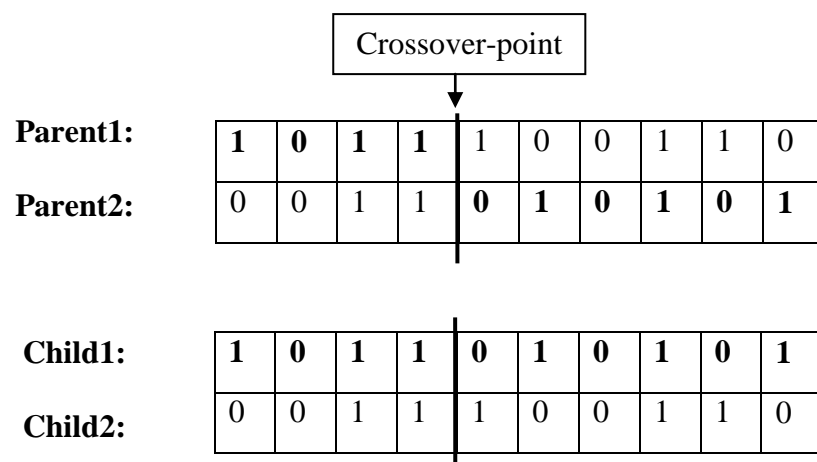 Crossover-point
Parent1: 1 0 1 1 1 0 0 1 1 0
Parent2: 0 0 1 1 0 1 0 1 0 1
Child1: 1 0 1 1 0 1 0 1 0 1
Child2: 0 0 1 1 1 0 0 1 1 0